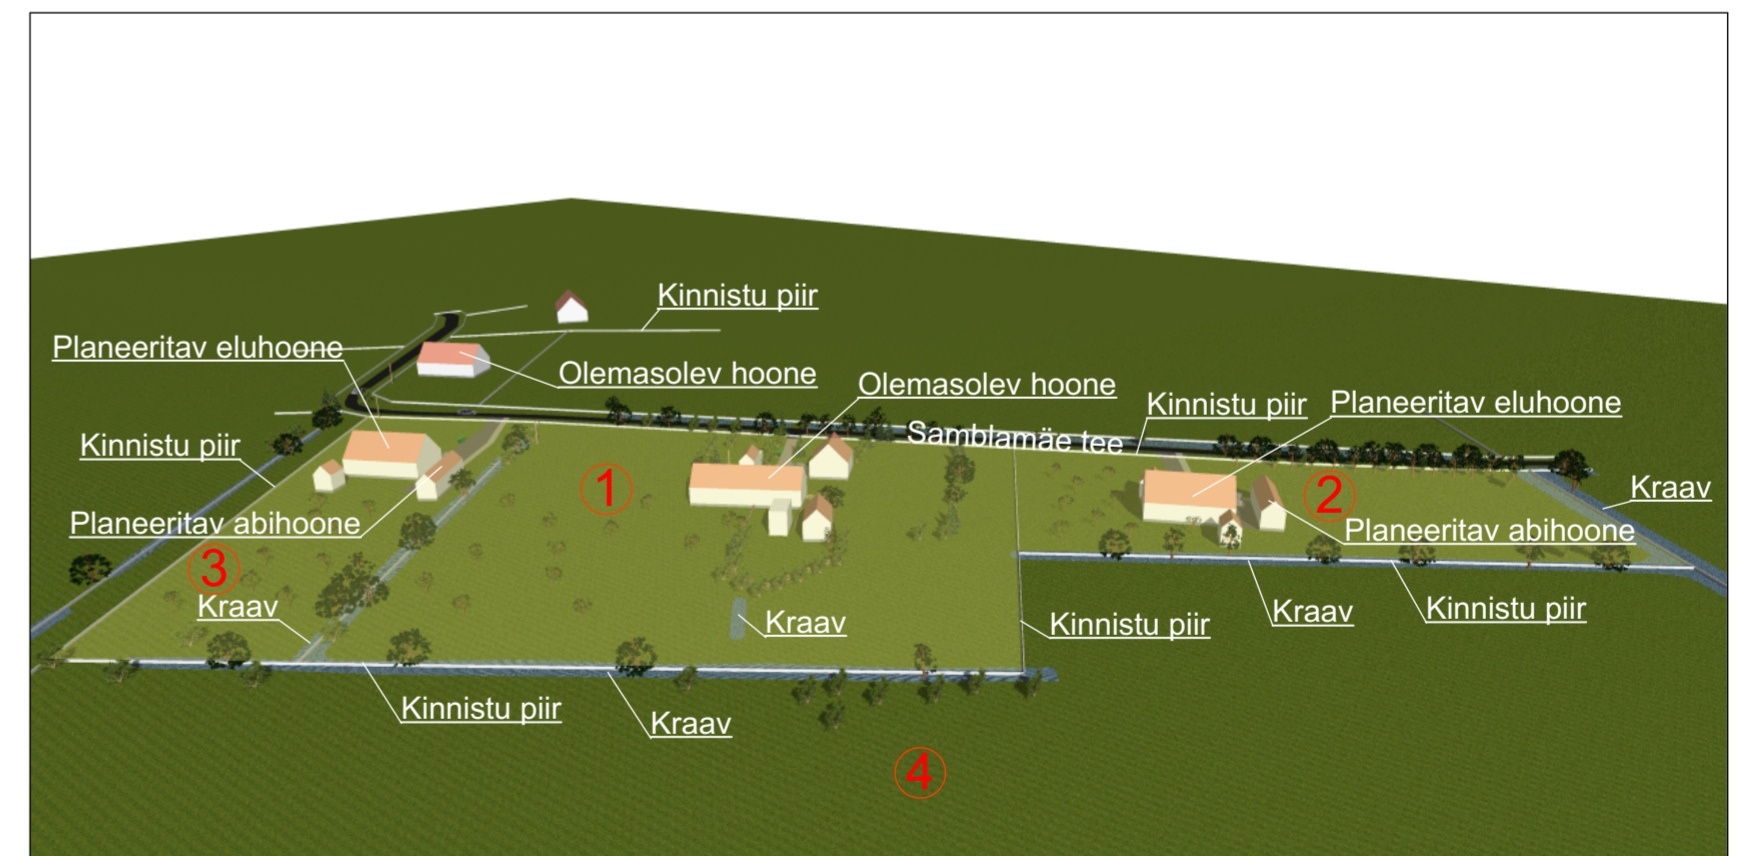 Kinnistu piir
Planeeritav eluhoone
Olemasolev hoone
Olemasolev hoone
Kinnistu piir
Planeeritav eluhoone
Kinnistu piir
Samblamäe tee
1
2
Kraav
Planeeritav abihoone
Planeeritav abihoone
3
Kraav
Kraav
Kinnistu piir
Kraav
Kinnistu piir
Kinnistu piir
Kraav
4